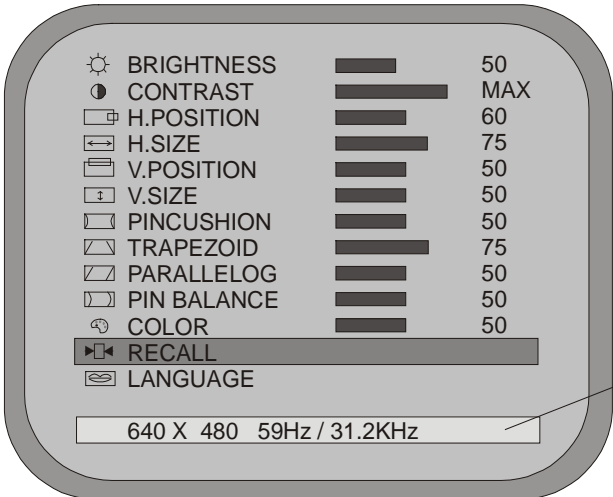 BRIGHTNESS 50
CONTRAST MAX
H.POSITION 60
H.SIZE 75
V.POSITION 50
V.SIZE 50
PINCUSHION 50
TRAPEZOID 75
PARALLELOG 50
PIN BALANCE 50
COLOR 50
RECALL
LANGUAGE
640 X 480 59Hz / 31.2KHz